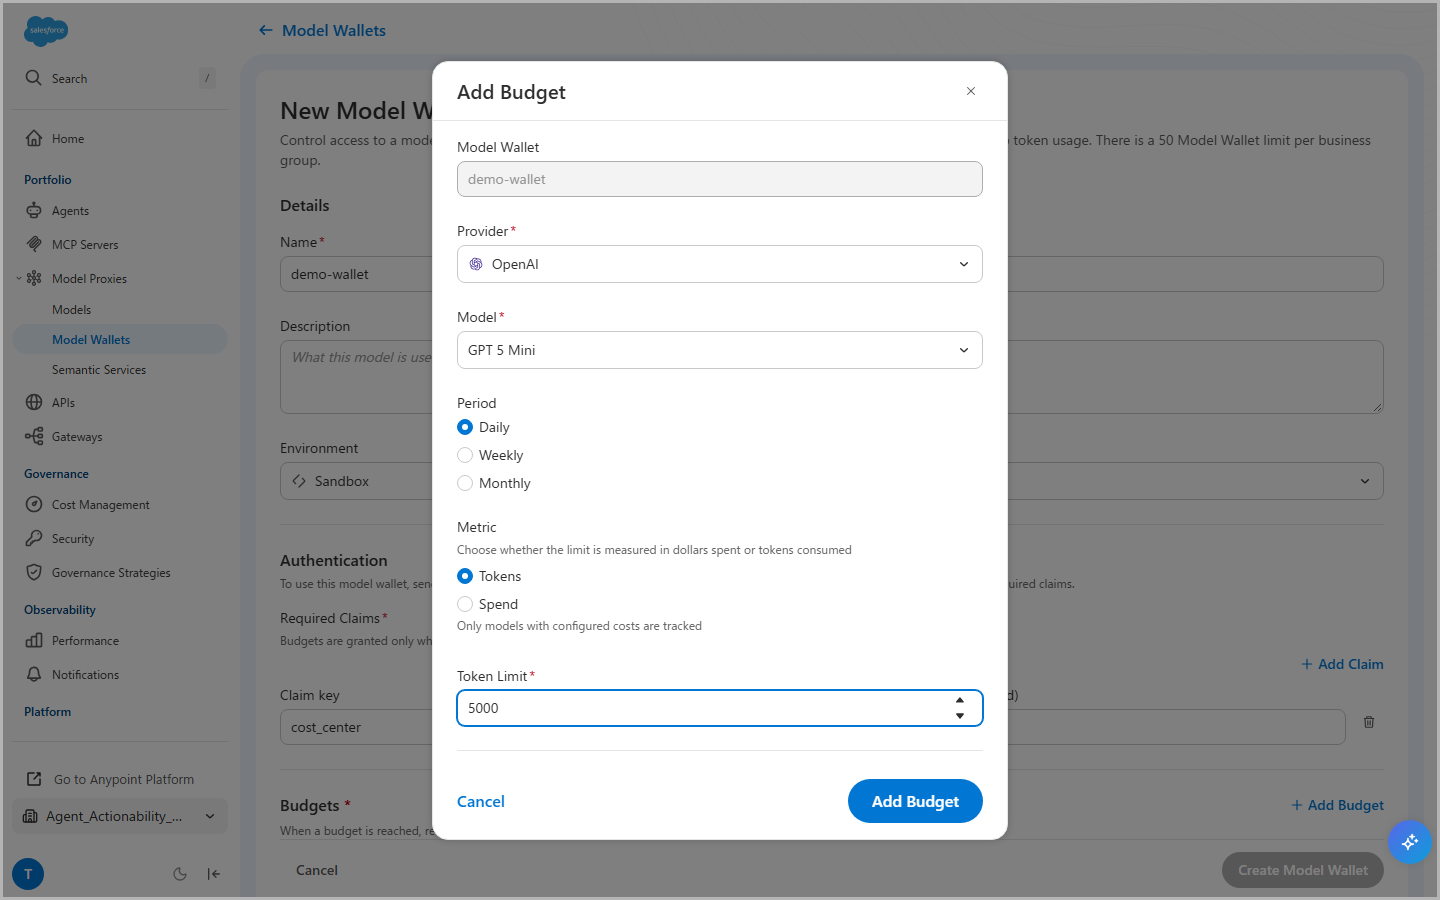 salesforce
Model Wallets
Search
/
Home
Portfolio
Agents
MCP Servers
Model Proxies
Models
Model Wallets
Semantic Services
APIs
Gateways
Governance
Cost Management
Security
Governance Strategies
Observability
Performance
Notifications
Platform
Go to Anypoint Platform
Agent_Actionability_...
T
New Model W
Control access to a mode
token usage. There is a 50 Model Wallet limit per business
group.
Details
Name*
demo-wallet
Description
What this model is use
Environment
Sandbox
Authentication
To use this model wallet, sen
uired claims.
Required Claims*
Budgets are granted only wh
+ Add Claim
Claim key
d)
cost_center
Budgets *
+ Add Budget
When a budget is reached, re
Cancel
Create Model Wallet
Add Budget
Model Wallet
demo-wallet
Provider*
OpenAI
Model*
GPT 5 Mini
Period
Daily
Weekly
Monthly
Metric
Choose whether the limit is measured in dollars spent or tokens consumed
Tokens
Spend
Only models with configured costs are tracked
Token Limit*
5000
Cancel
Add Budget